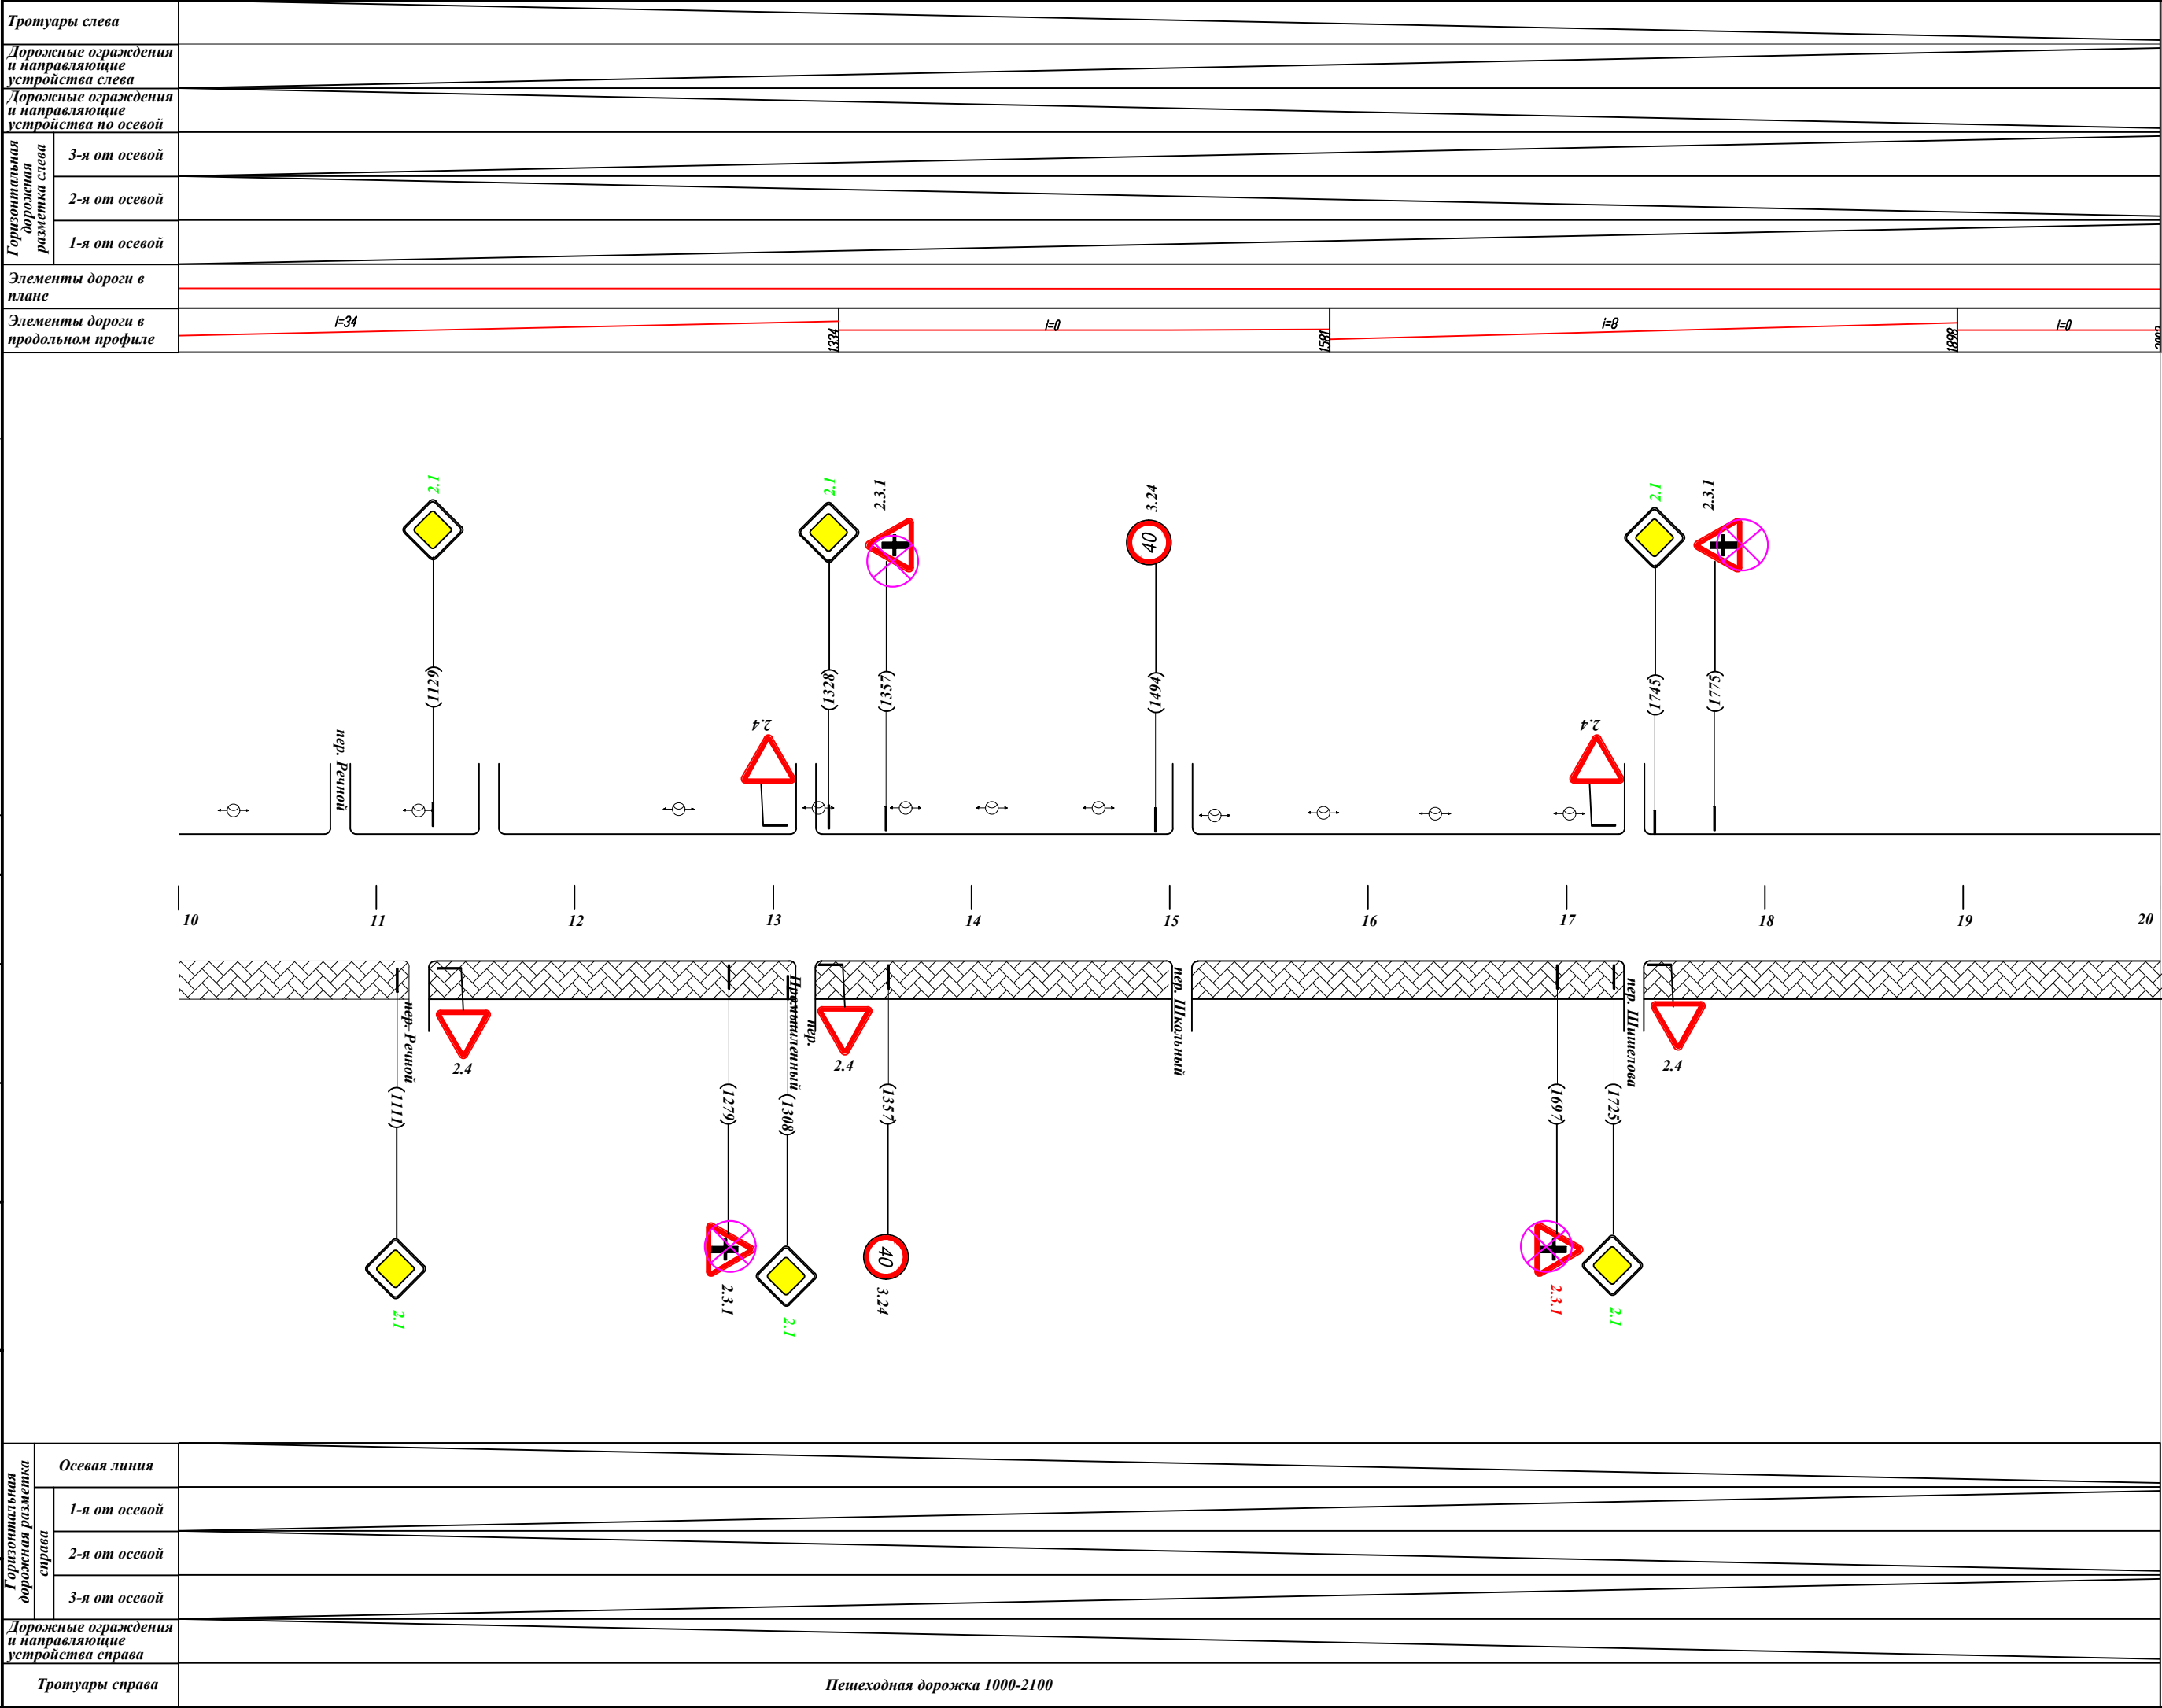 Тротуары слева
Дорожные ограждения
и направляющие
устройства слева
Дорожные ограждения
и направляющие
устройства по осевой
Горизонтальная
дорожная
разметка слева
3-я от осевой
2-я от осевой
1-я от осевой
Элементы дороги в
плане
Элементы дороги в
продольном профиле
i=34
1334
i=0
1581
i=8
1898
i=0
2.1
2.1
2.3.1
3.24
2.1
2.3.1
40
(1129)
(1328)
(1357)
(1494)
(1745)
(1775)
2.4
2.4
пер. Речной
10
11
12
13
14
15
16
17
18
19
20
пер. Речной
2.4
Промышленный
пер.
2.4
пер. Школьный
пер. Шишелова
2.4
(1111)
(1279)
(1308)
(1357)
(1697)
(1725)
40
2.1
2.3.1
2.1
3.24
2.3.1
2.1
Горизонтальная
дорожная разметка
справа
Осевая линия
1-я от осевой
2-я от осевой
3-я от осевой
Дорожные ограждения
и направляющие
устройства справа
Тротуары справа
Пешеходная дорожка 1000-2100